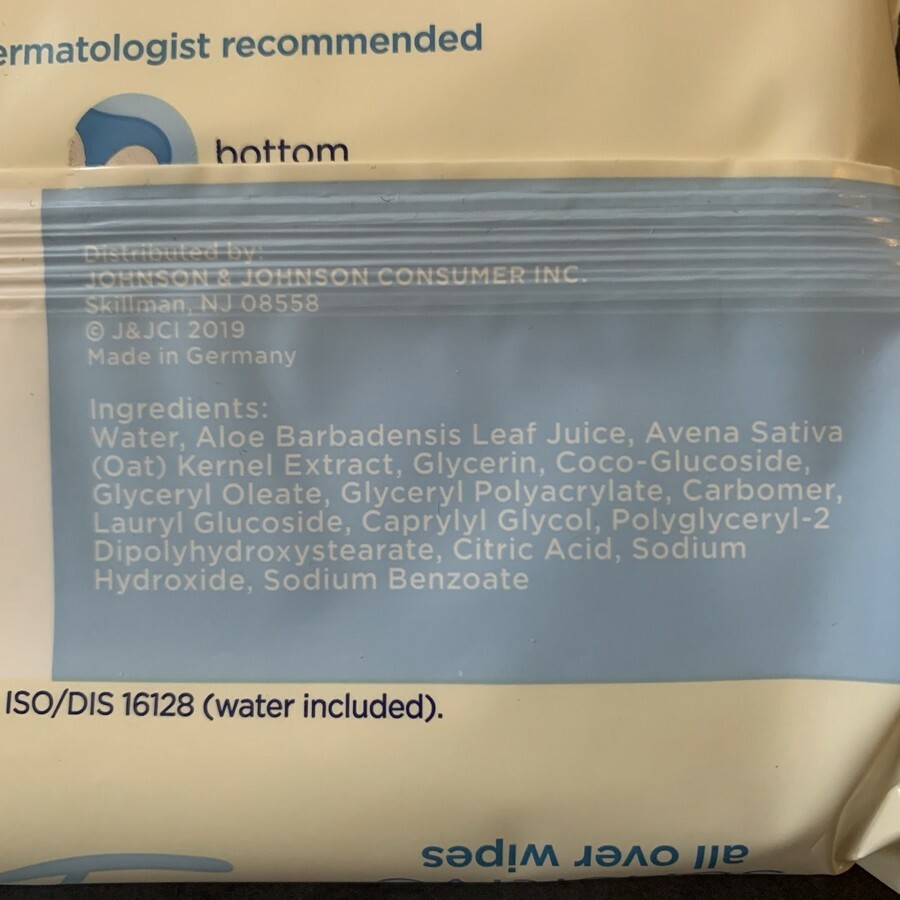 ermatologist recommended
bottom
Distributed by:
JOHNSON & JOHNSON CONSUMER INC.
Skillman, NJ 08558
© J&JCI 2019
Made in Germany
Ingredients:
Water, Aloe Barbadensis Leaf Juice, Avena Sativa
(Oat) Kernel Extract, Glycerin, Coco-Glucoside,
Glyceryl Oleate, Glyceryl Polyacrylate, Carbomer,
Lauryl Glucoside, Caprylyl Glycol, Polyglyceryl-2
Dipolyhydroxystearate, Citric Acid, Sodium
Hydroxide, Sodium Benzoate
ISO/DIS 16128 (water included).
all over wipes